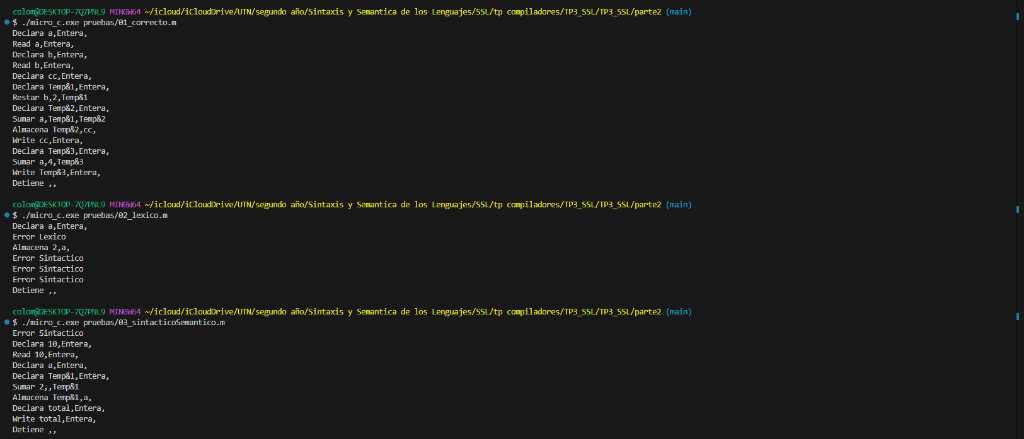 colom@DESKTOP-7Q7PNL9 MINGW64 ~/icloud/iCloudDrive/UTN/segundo año/Sintaxis y Semantica de los Lenguajes/SSL/tp compiladores/TP3_SSL/TP3_SSL/parte2 (main)
$ ./micro_c.exe pruebas/01_correcto.m
Declara a,Entera,
Read a,Entera,
Declara b,Entera,
Read b,Entera,
Declara cc,Entera,
Declara Temp&1,Entera,
Restar b,2,Temp&1
Declara Temp&2,Entera,
Sumar a,Temp&1,Temp&2
Almacena Temp&2,cc,
Write cc,Entera,
Declara Temp&3,Entera,
Sumar a,4,Temp&3
Write Temp&3,Entera,
Detiene ,,
colom@DESKTOP-7Q7PNL9 MINGW64 ~/icloud/iCloudDrive/UTN/segundo año/Sintaxis y Semantica de los Lenguajes/SSL/tp compiladores/TP3_SSL/TP3_SSL/parte2 (main)
$ ./micro_c.exe pruebas/02_lexico.m
Declara a,Entera,
Error Lexico
Almacena 2,a,
Error Sintactico
Error Sintactico
Error Sintactico
Detiene ,,
colom@DESKTOP-7Q7PNL9 MINGW64 ~/icloud/iCloudDrive/UTN/segundo año/Sintaxis y Semantica de los Lenguajes/SSL/tp compiladores/TP3_SSL/TP3_SSL/parte2 (main)
$ ./micro_c.exe pruebas/03_sintacticoSemantico.m
Error Sintactico
Declara 10,Entera,
Read 10,Entera,
Declara a,Entera,
Declara Temp&1,Entera,
Sumar 2,,Temp&1
Almacena Temp&1,a,
Declara total,Entera,
Write total,Entera,
Detiene ,,